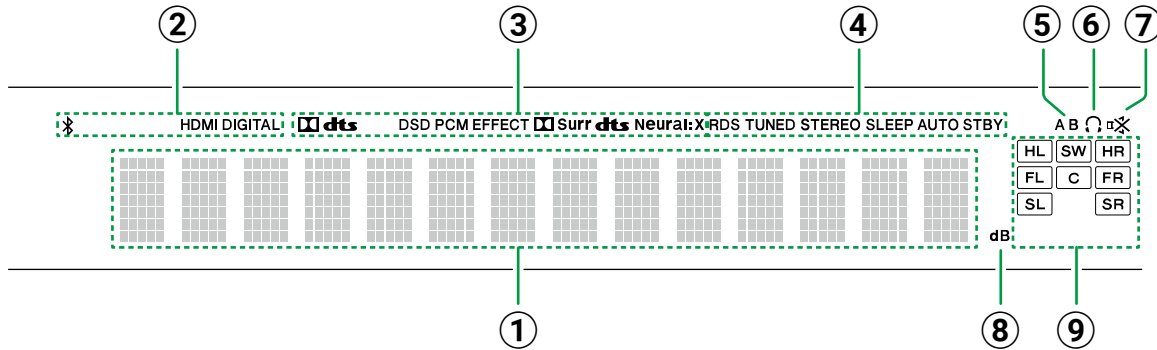 ② ③ ④ ⑤ ⑥ ⑦
HDMI DIGITAL dts DSD PCM EFFECT Surr dts Neural:X RDS TUNED STEREO SLEEP AUTO STBY A B
HL SW HR
FL C FR
SL SR
dB
① ⑧ ⑨